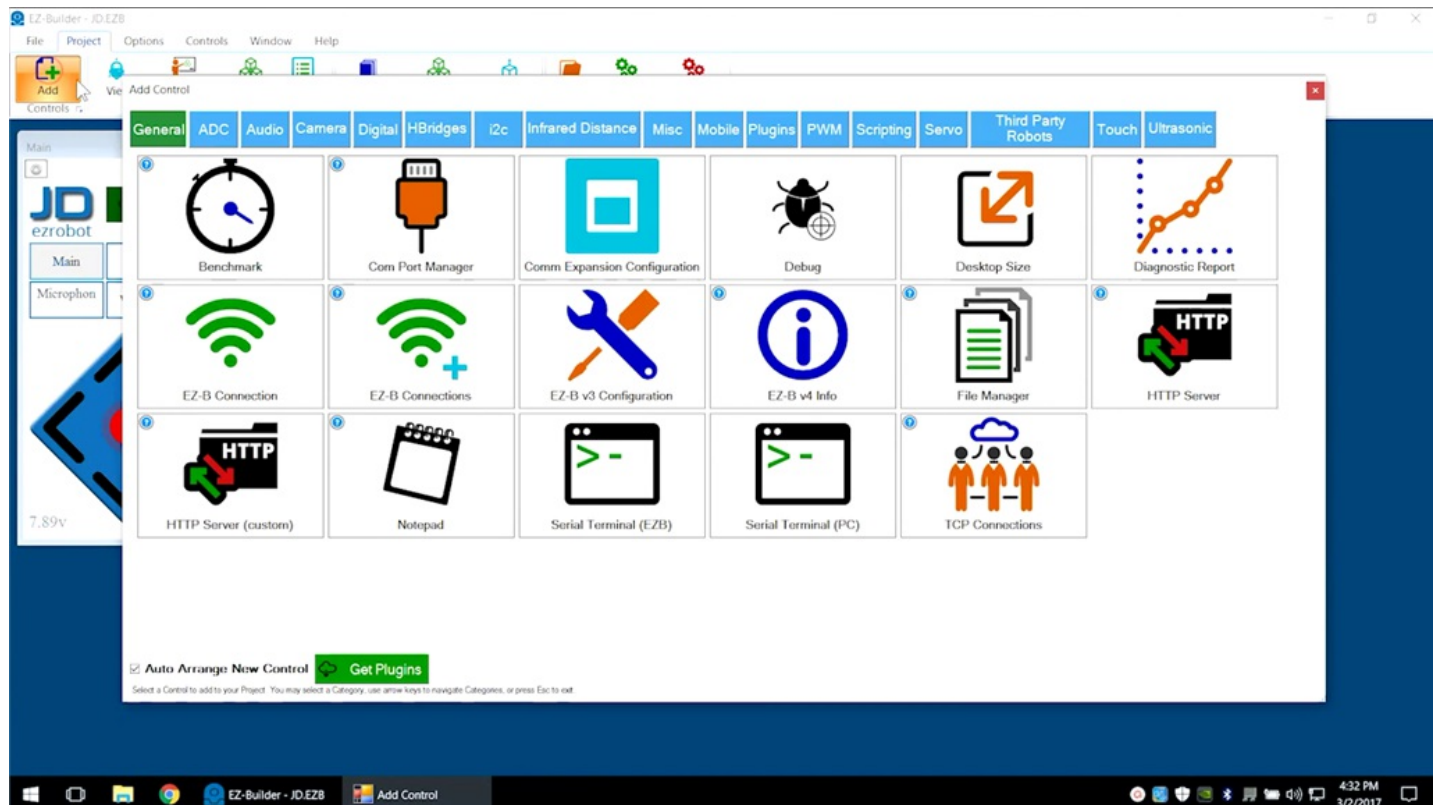 EZ-Builder - JD.EZB
File Project Options Controls Window Help
Add
Controls
Add Control
General ADC Audio Camera Digital HBridges i2c Infrared Distance Misc Mobile Plugins PWM Scripting Servo Third Party Robots Touch Ultrasonic
Main
JD
ezrobot
Main
Microphon
7.89v
Benchmark Com Port Manager Comm Expansion Configuration Debug Desktop Size Diagnostic Report
HTTP
EZ-B Connection EZ-B Connections EZ-B v3 Configuration EZ-B v4 Info File Manager HTTP Server
HTTP
HTTP Server (custom) Notepad Serial Terminal (EZB) Serial Terminal (PC) TCP Connections
Auto Arrange New Control Get Plugins
Select a Control to add to your Project. You may select a Category, use arrow keys to navigate Categories, or press Esc to exit
EZ-Builder - JD.EZB Add Control
4:32 PM
3/2/2017